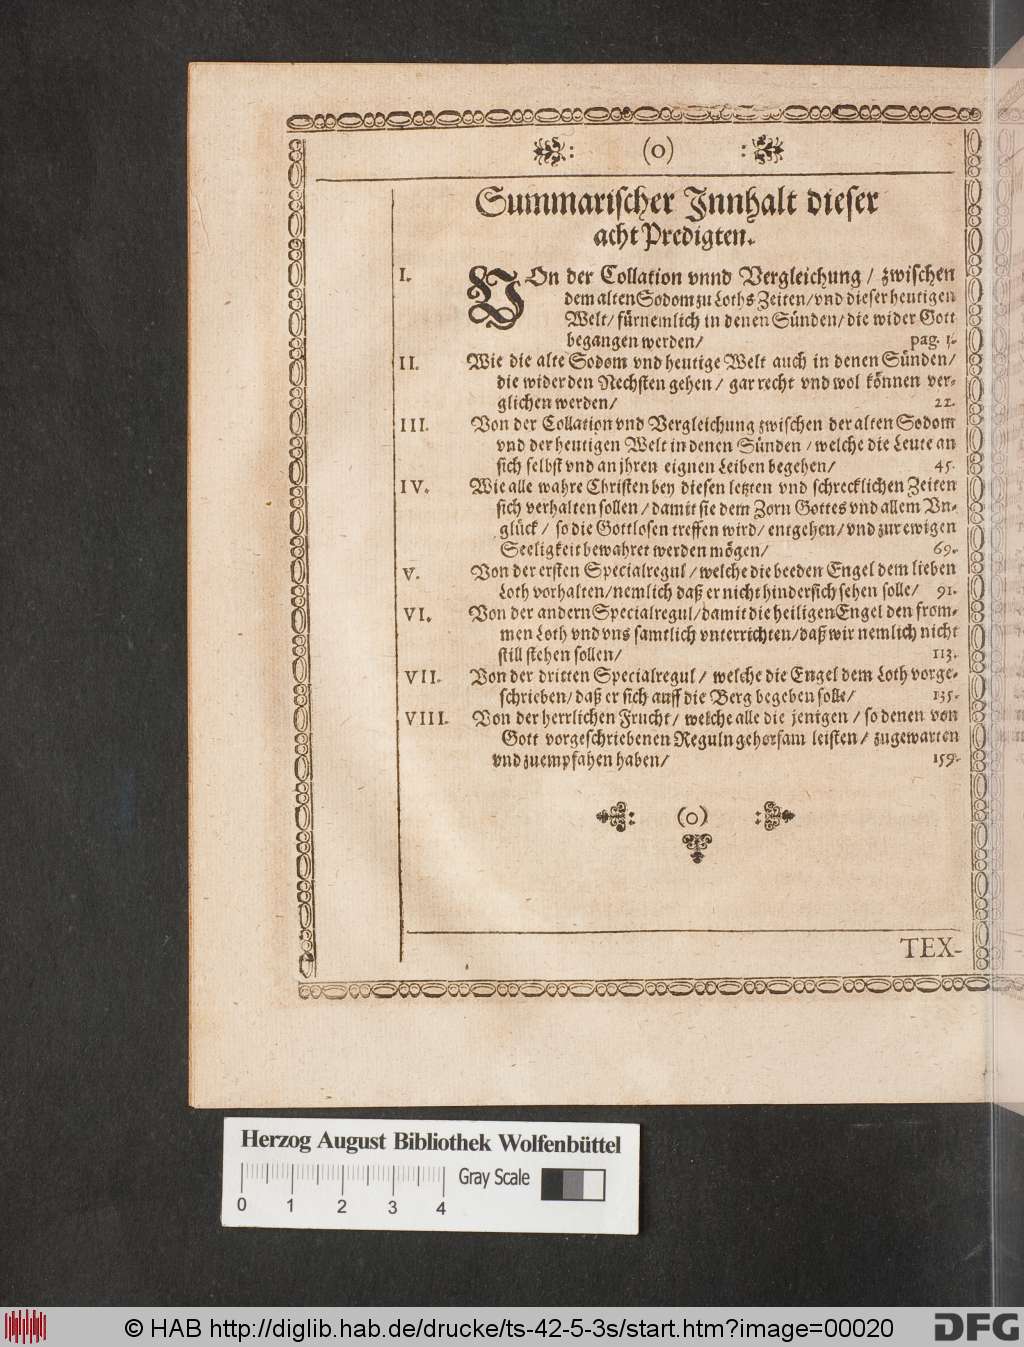 (o)
Summarischer Jnnhalt dieser
acht Predigten.
I. VOn der Collation vnnd Vergleichung / zwischen
dem alten Sodom zu Loths Zeiten / vnd dieser heutigen
Welt / fürnemlich in denen Sünden / die wider Gott
begangen werden / pag. 1.
II. Wie die alte Sodom vnd heutige Welt auch in denen Sünden /
die wider den Nechsten gehen / gar recht vnd wol können ver-
glichen werden / 22.
III. Von der Collation vnd Vergleichung zwischen der alten Sodom
vnd der heutigen Welt in denen Sünden / welche die Leute an
sich selbst vnd an jhren eignen Leiben begehen / 45.
IV. Wie alle wahre Christen bey diesen letzten vnd schrecklichen Zeiten
sich verhalten sollen / damit sie dem Zorn Gottes vnd allem Vn-
glück / so die Gottlosen treffen wird / entgehen / vnd zur ewigen
Seeligkeit bewahret werden mögen / 69.
V. Von der ersten Specialregul / welche die beeden Engel dem lieben
Loth vorhalten / nemlich daß er nicht hindersich sehen solle / 91.
VI. Von der andern Specialregul / damit die heiligen Engel den from-
men Loth vnd vns samtlich vnterrichten / daß wir nemlich nicht
still stehen sollen / 113.
VII. Von der dritten Specialregul / welche die Engel dem Loth vorge-
schrieben / daß er sich auff die Berg begeben solle / 135.
VIII. Von der herrlichen Frucht / welche alle die jenigen / so denen von
Gott vorgeschriebenen Reguln gehorsam leisten / zugewarten
vnd zuempfahen haben / 159.
(o)
TEX-
Herzog August Bibliothek Wolfenbüttel
Gray Scale
0 1 2 3 4
© HAB http://diglib.hab.de/drucke/ts-42-5-3s/start.htm?image=00020
DFG